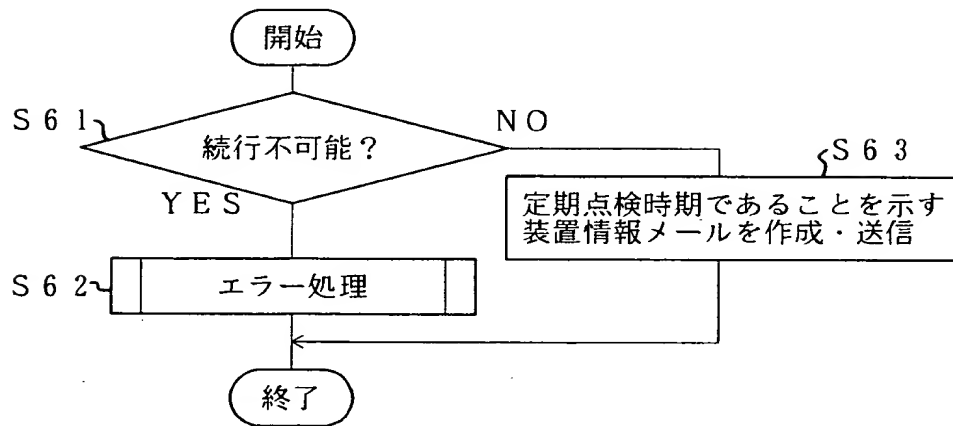 開始
S61
続行不可能？
NO
YES
S63
定期点検時期であることを示す
装置情報メールを作成・送信
S62
エラー処理
終了